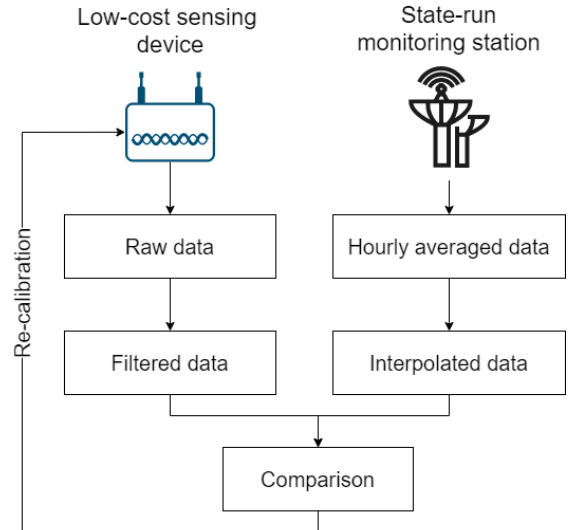 Low-cost sensing
device
State-run
monitoring station
Raw data
Hourly averaged data
Re-calibration
Filtered data
Interpolated data
Comparison